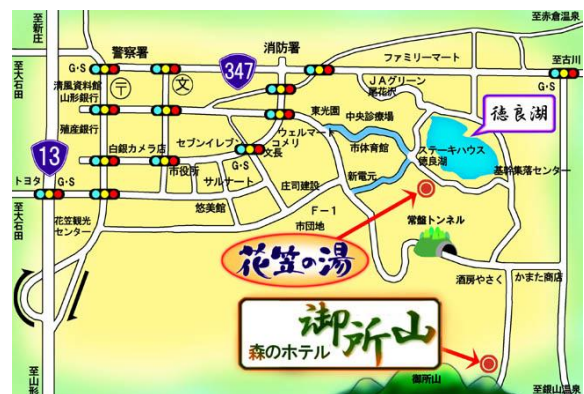 至新庄
至大石田
警察署
消防署
347
至赤倉温泉
ファミリーマート
至古川
G・S
G・S
清風資料館
山形銀行
〒
文
JAグリーン
尾花沢
徳良湖
殖産銀行
東光園
中央診療場
ウェルマート
コメリ
文長
セブンイレブン
白銀カメラ店
13
市体育館
ステーキハウス
徳良湖
G・S
市役所
サルナート
基幹集落センター
トヨタ
G・S
新電元
庄司建設
悠美館
F-1
市団地
常盤トンネル
至大石田
花笠観光
センター
花笠の湯
酒房やさく
かまた商店
森のホテル
御所山
御所山
至山形
至銀山温泉